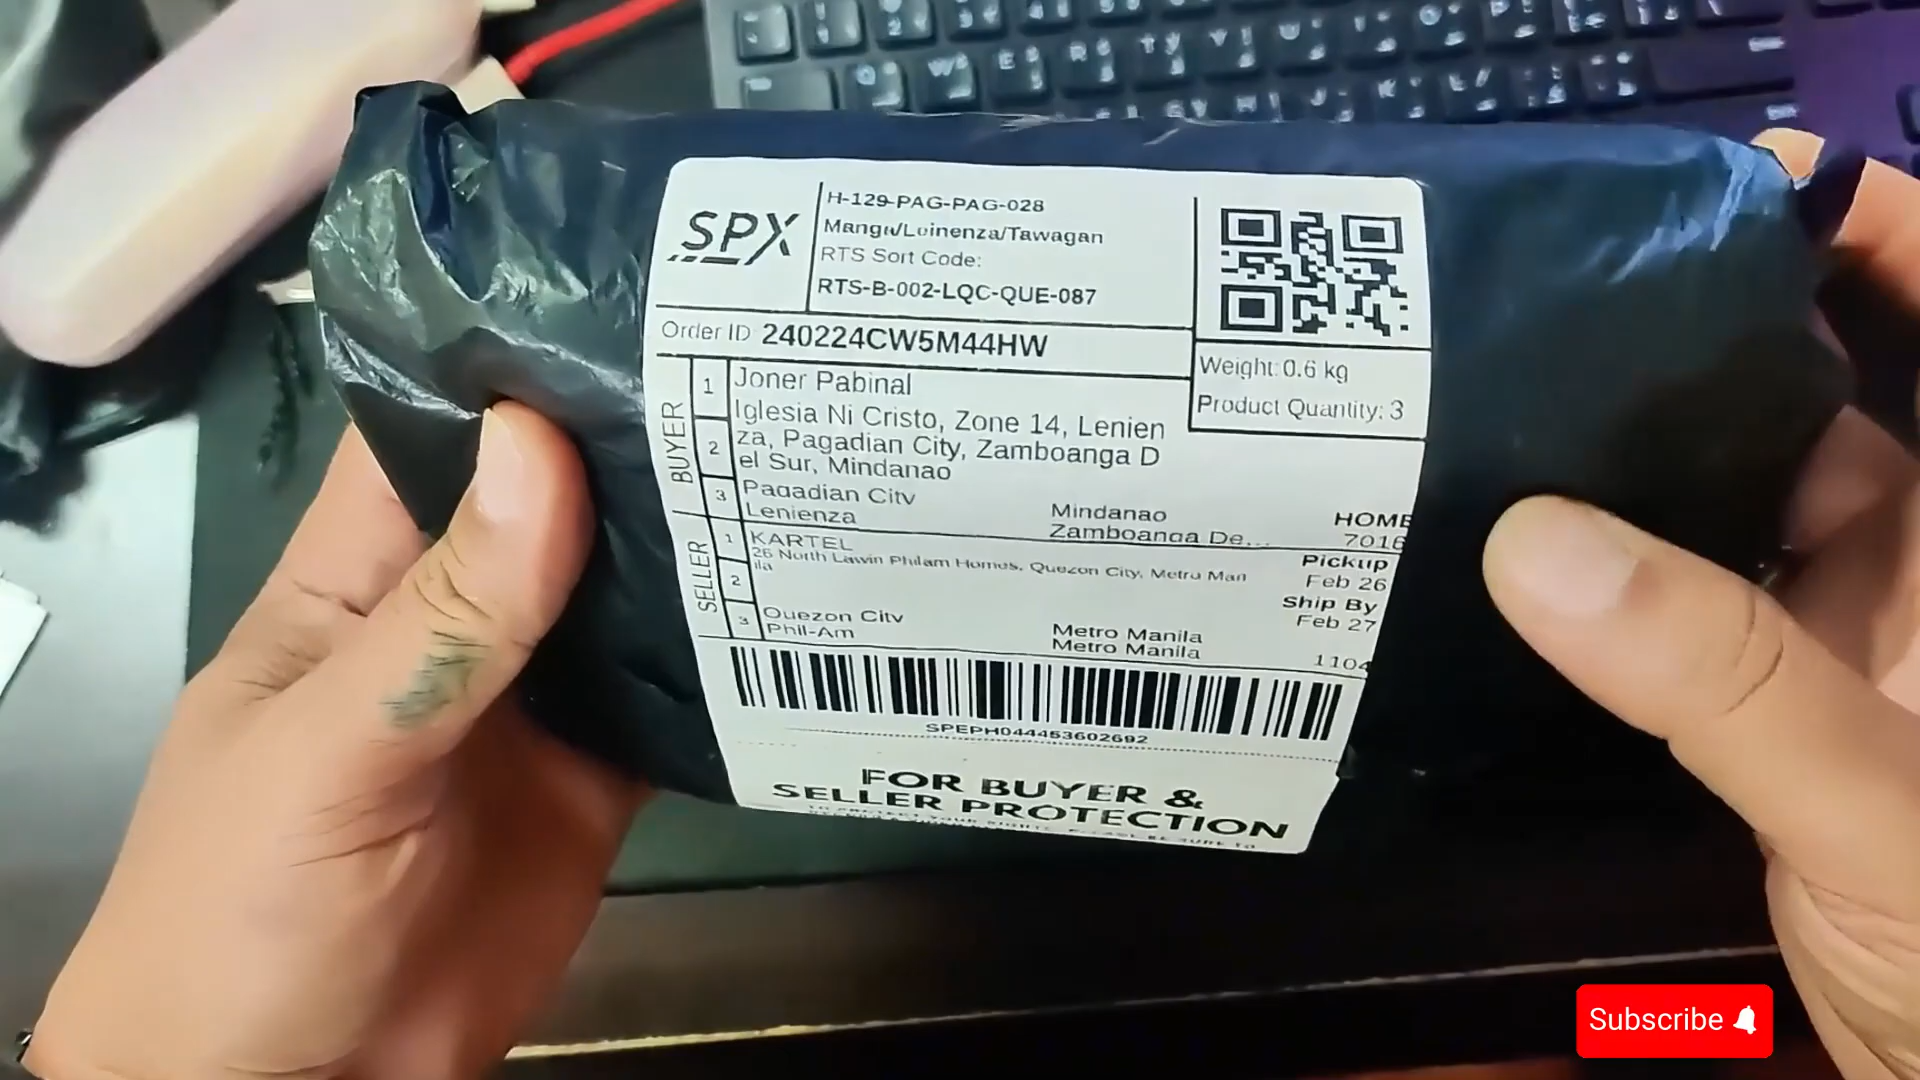 SPX
H-129-PAG-PAG-028
Mangu/Loinenza/Tawagan
RTS Sort Code:
RTS-B-002-LQC-QUE-087
Order ID 240224CW5M44HW
Weight: 0.6 kg
Product Quantity: 3
BUYER
1 Joner Pabinal
2 Iglesia Ni Cristo, Zone 14, Lenien
za, Pagadian City, Zamboanga D
el Sur, Mindanao
3 Pagadian City Mindanao HOME
Lenienza Zamboanga De... 7016
SELLER
1 KARTEL
2 26 North Lawin Philam Homes, Quezon City, Metro Man
ila
Pickup
Feb 26
Ship By
Feb 27
3 Quezon City Metro Manila
Phil-Am Metro Manila 1104
SPEPH044453602692
FOR BUYER &
SELLER PROTECTION
Subscribe